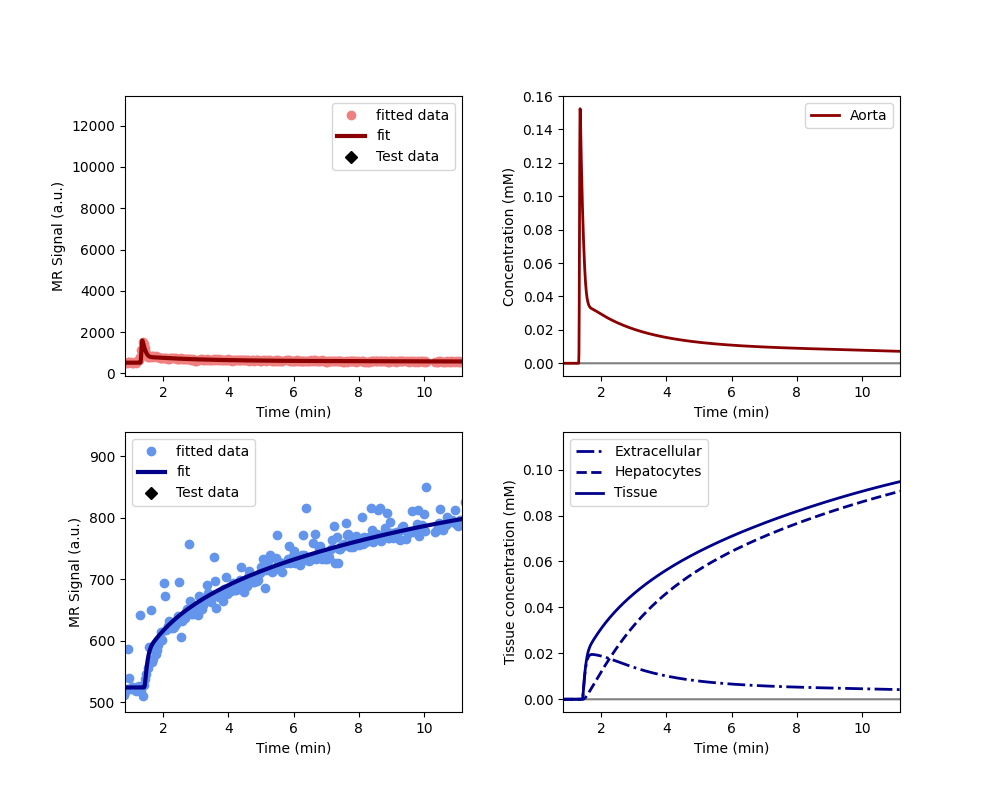 12000
10000
8000
6000
4000
2000
0
MR Signal (a.u.)
2 4 6 8 10
Time (min)
fitted data
fit
Test data
0.16
0.14
0.12
0.10
0.08
0.06
0.04
0.02
0.00
Concentration (mM)
2 4 6 8 10
Time (min)
Aorta
900
800
700
600
500
MR Signal (a.u.)
2 4 6 8 10
Time (min)
fitted data
fit
Test data
0.10
0.08
0.06
0.04
0.02
0.00
Tissue concentration (mM)
2 4 6 8 10
Time (min)
Extracellular
Hepatocytes
Tissue